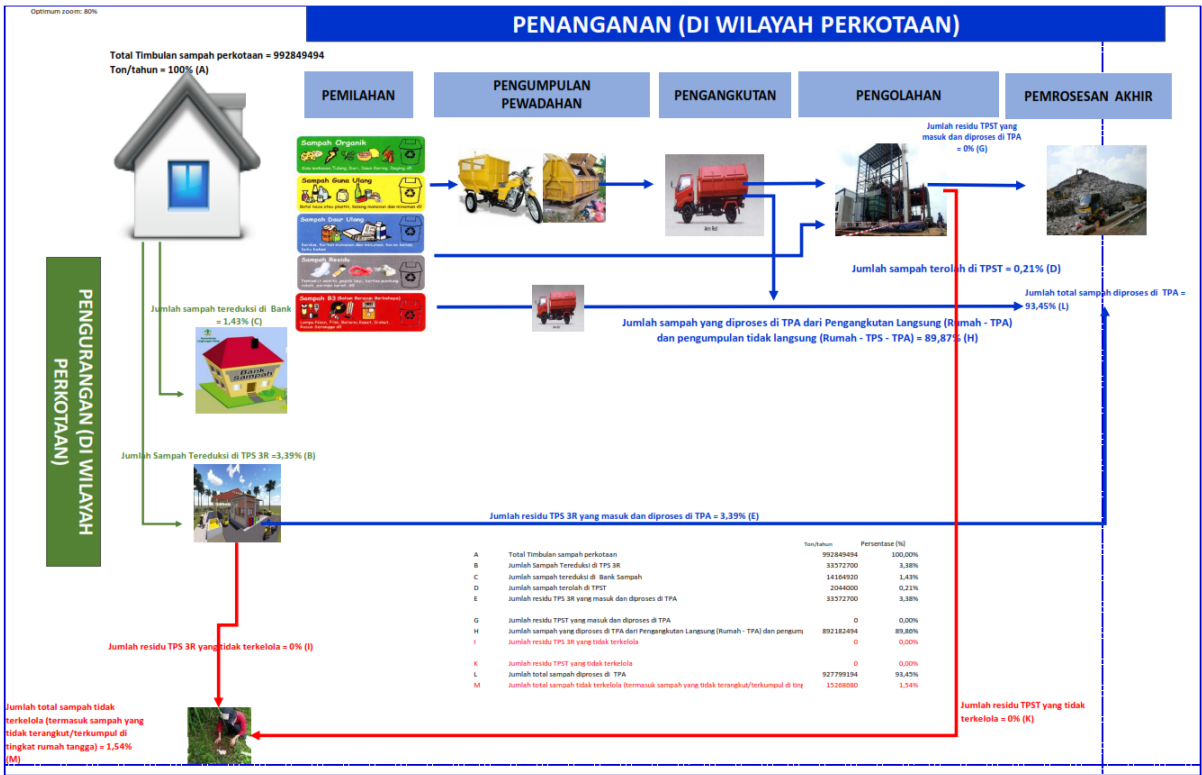 Optimum zoom: 80%
PENANGANAN (DI WILAYAH PERKOTAAN)
Total Timbulan sampah perkotaan = 992849494
Ton/tahun = 100% (A)
PEMILAHAN
PENGUMPULAN
PEWADAHAN
PENGANGKUTAN
PENGOLAHAN
PEMROSESAN AKHIR
Jumlah residu TPST yang
masuk dan diproses di TPA
= 0% (G)
Sampah Organik
Sampah Guna Ulang
Sampah Daur Ulang
Sampah Residu
Sampah B3 (Bahan Beracun Berbahaya)
Jumlah sampah terolah di TPST = 0,21% (D)
Jumlah total sampah diproses di TPA =
93,45% (L)
Jumlah sampah yang diproses di TPA dari Pengangkutan Langsung (Rumah - TPA)
dan pengumpulan tidak langsung (Rumah - TPS - TPA) = 89,87% (H)
PENGURANGAN (DI WILAYAH
PERKOTAAN)
Jumlah sampah tereduksi di Bank
= 1,43% (C)
Bank
Sampah
Jumlah Sampah Tereduksi di TPS 3R =3,39% (B)
Jumlah residu TPS 3R yang masuk dan diproses di TPA = 3,39% (E)
Ton/tahun Persentase (%)
A Total Timbulan sampah perkotaan 992849494 100,00%
B Jumlah Sampah Tereduksi di TPS 3R 33572700 3,38%
C Jumlah sampah tereduksi di Bank Sampah 14164920 1,43%
D Jumlah sampah terolah di TPST 2044000 0,21%
E Jumlah residu TPS 3R yang masuk dan diproses di TPA 33572700 3,38%
G Jumlah residu TPST yang masuk dan diproses di TPA 0 0,00%
H Jumlah sampah yang diproses di TPA dari Pengangkutan Langsung (Rumah - TPA) dan pengump 892182494 89,86%
I Jumlah residu TPS 3R yang tidak terkelola 0 0,00%
K Jumlah residu TPST yang tidak terkelola 0 0,00%
L Jumlah total sampah diproses di TPA 927799194 93,45%
M Jumlah total sampah tidak terkelola (termasuk sampah yang tidak terangkut/terkumpul di ting 15268680 1,54%
Jumlah residu TPS 3R yang tidak terkelola = 0% (I)
Jumlah total sampah tidak
terkelola (termasuk sampah yang
tidak terangkut/terkumpul di
tingkat rumah tangga) = 1,54%
(M)
Jumlah residu TPST yang tidak
terkelola = 0% (K)